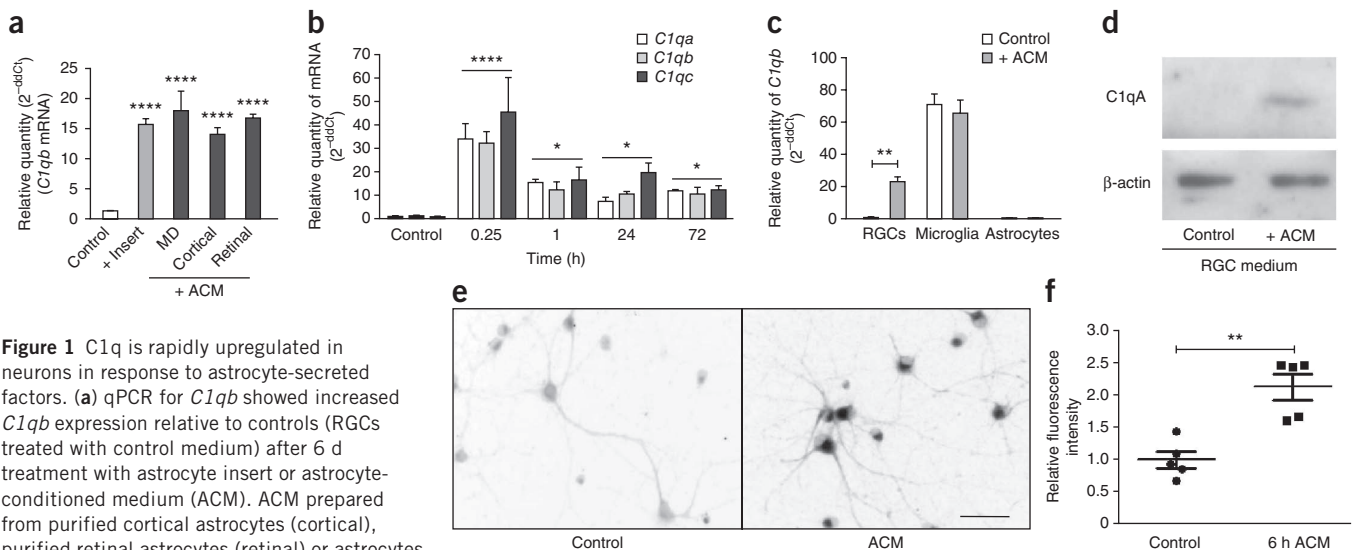 a
Relative quantity (2–ddCt)
(C1qb mRNA)
25
20
15
10
5
0
****
****
****
****
Control
+ Insert
MD
Cortical
Retinal
+ ACM
b
Relative quantity of mRNA
(2–ddCt)
70
60
50
40
30
20
10
0
****
*
*
*
C1qa
C1qb
C1qc
Control
0.25
1
24
72
Time (h)
c
Relative quantity of C1qb
(2–ddCt)
100
80
60
40
20
0
**
Control
+ ACM
RGCs
Microglia
Astrocytes
d
C1qA
β-actin
Control
+ ACM
RGC medium
e
Control
ACM
f
Relative fluorescence
intensity
3.0
2.5
2.0
1.5
1.0
0.5
0
**
Control
6 h ACM
Figure 1 C1q is rapidly upregulated in
neurons in response to astrocyte-secreted
factors. (a) qPCR for C1qb showed increased
C1qb expression relative to controls (RGCs
treated with control medium) after 6 d
treatment with astrocyte insert or astrocyte-
conditioned medium (ACM). ACM prepared
from purified cortical astrocytes (cortical),
purified retinal astrocytes (retinal) or astrocytes